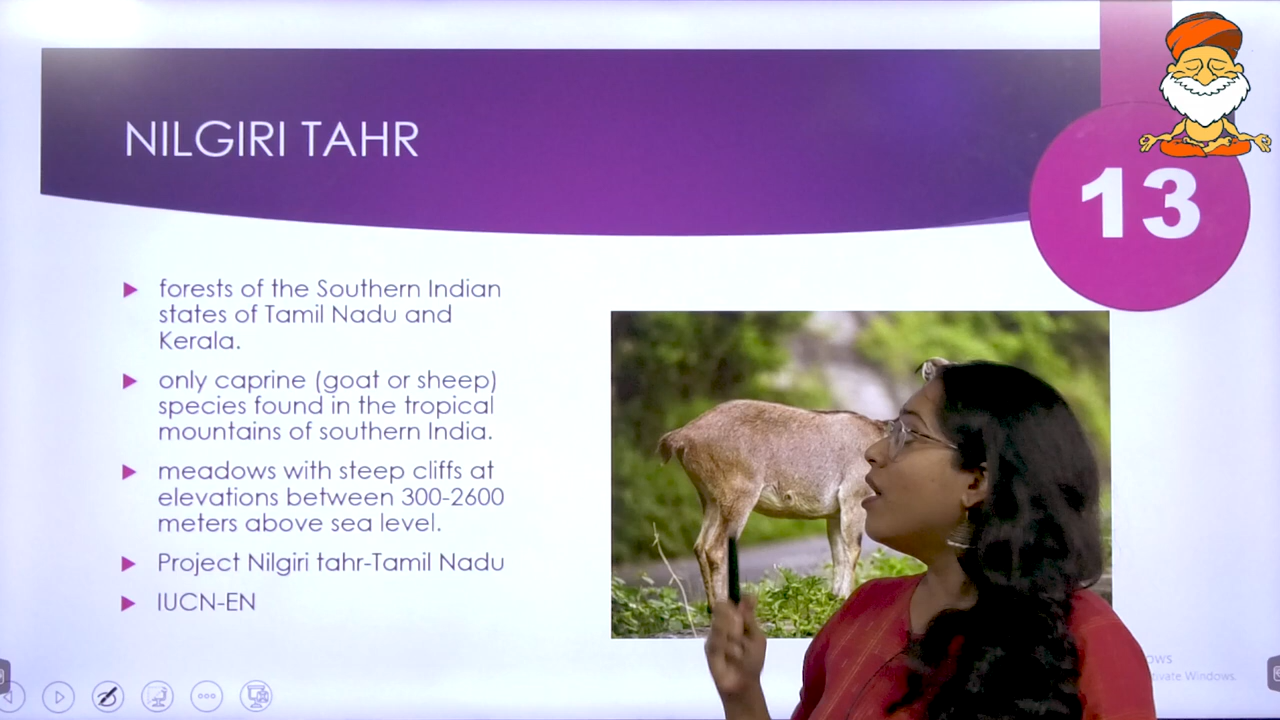 NILGIRI TAHR
13
forests of the Southern Indian
states of Tamil Nadu and
Kerala.
only caprine (goat or sheep)
species found in the tropical
mountains of southern India.
meadows with steep cliffs at
elevations between 300-2600
meters above sea level.
Project Nilgiri tahr-Tamil Nadu
IUCN-EN
Windows.